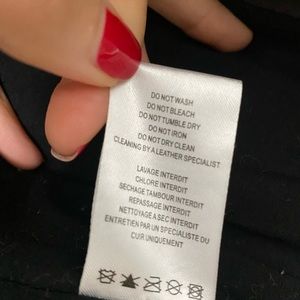 DO NOT WASH
DO NOT BLEACH
DO NOT TUMBLE DRY
DO NOT IRON
DO NOT DRY CLEAN
CLEANING BY A LEATHER SPECIALIST
LAVAGE INTERDIT
CHLORE INTERDIT
SECHAGE TAMBOUR INTERDIT
REPASSAGE INTERDIT
NETTOYAGE A SEC INTERDIT
ENTRETIEN PAR UN SPECIALISTE DU
CUIR UNIQUEMENT